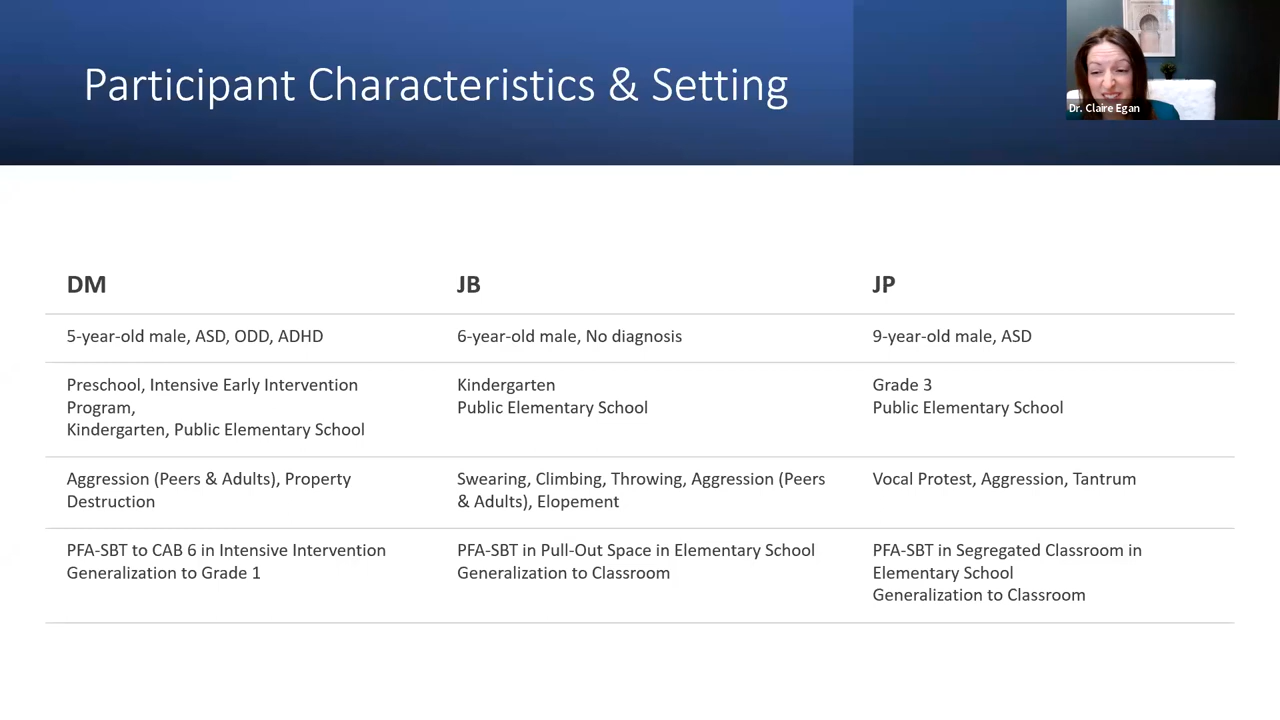 Participant Characteristics & Setting
Dr. Claire Egan
DM
JB
JP
5-year-old male, ASD, ODD, ADHD
6-year-old male, No diagnosis
9-year-old male, ASD
Preschool, Intensive Early Intervention
Program,
Kindergarten, Public Elementary School
Kindergarten
Public Elementary School
Grade 3
Public Elementary School
Aggression (Peers & Adults), Property
Destruction
Swearing, Climbing, Throwing, Aggression (Peers
& Adults), Elopement
Vocal Protest, Aggression, Tantrum
PFA-SBT to CAB 6 in Intensive Intervention
Generalization to Grade 1
PFA-SBT in Pull-Out Space in Elementary School
Generalization to Classroom
PFA-SBT in Segregated Classroom in
Elementary School
Generalization to Classroom